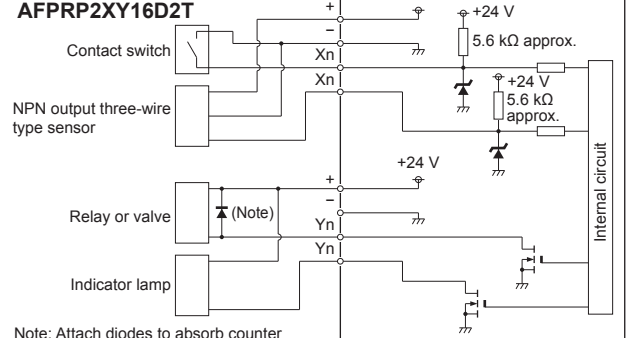 AFPRP2XY16D2T
+
+24 V
−
5.6 kΩ approx.
Contact switch
Xn
Xn
+24 V
5.6 kΩ
approx.
NPN output three-wire
type sensor
Internal circuit
+24 V
+
−
(Note)
Relay or valve
Yn
Yn
Indicator lamp
Note: Attach diodes to absorb counter